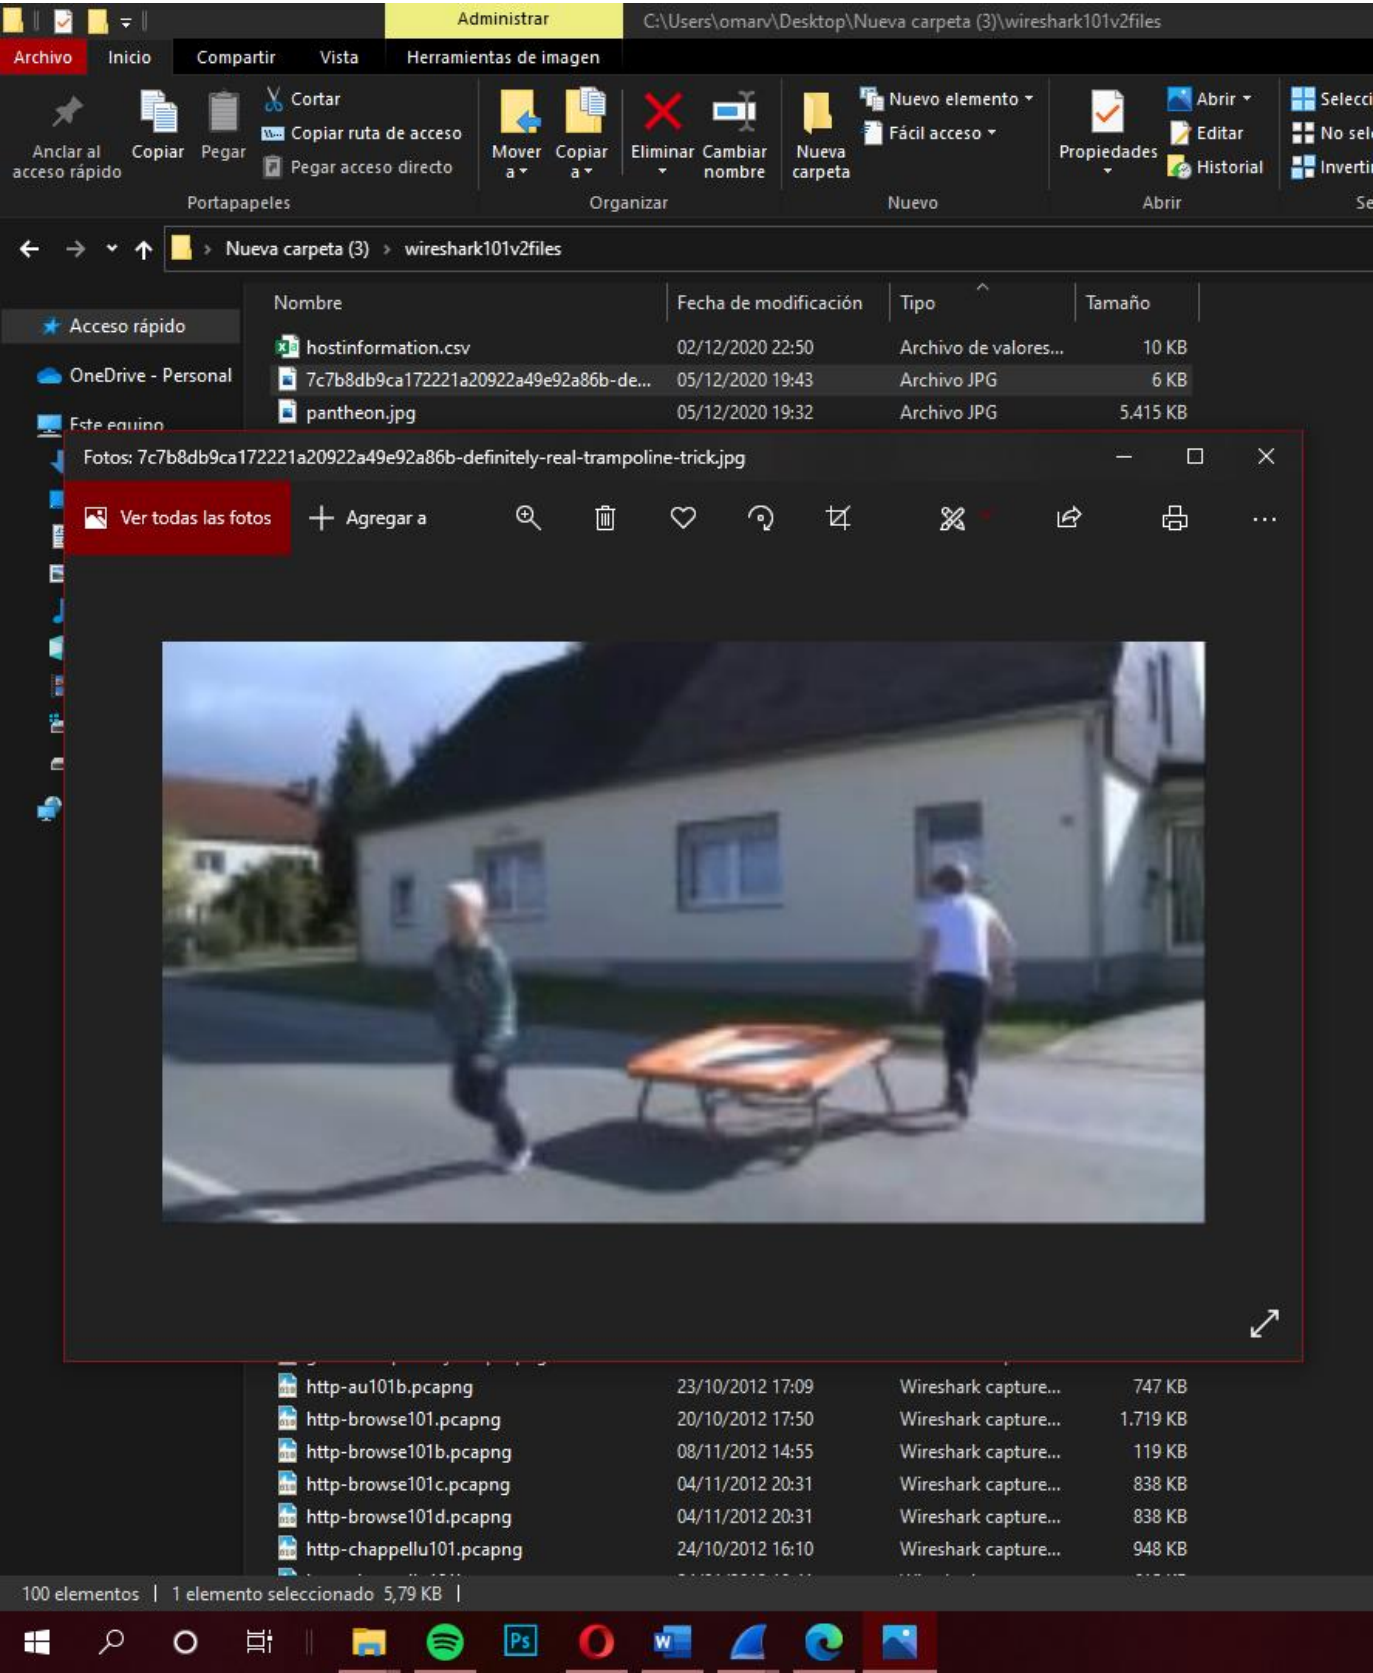 Administrar
C:\Users\omarv\Desktop\Nueva carpeta (3)\wireshark101v2files
Archivo Inicio Compartir Vista Herramientas de imagen
Anclar al acceso rápido
Copiar
Pegar
Cortar
Copiar ruta de acceso
Pegar acceso directo
Mover a
Copiar a
Eliminar
Cambiar nombre
Nueva carpeta
Nuevo elemento
Fácil acceso
Propiedades
Abrir
Editar
Historial
Selecci
No sele
Invertir
Portapapeles Organizar Nuevo Abrir Se
Nueva carpeta (3) > wireshark101v2files
Nombre Fecha de modificación Tipo Tamaño
Acceso rápido
OneDrive - Personal
Este equipo
hostinformation.csv 02/12/2020 22:50 Archivo de valores... 10 KB
7c7b8db9ca172221a20922a49e92a86b-de... 05/12/2020 19:43 Archivo JPG 6 KB
pantheon.jpg 05/12/2020 19:32 Archivo JPG 5.415 KB
Fotos: 7c7b8db9ca172221a20922a49e92a86b-definitely-real-trampoline-trick.jpg
Ver todas las fotos
Agregar a
http-au101b.pcapng 23/10/2012 17:09 Wireshark capture... 747 KB
http-browse101.pcapng 20/10/2012 17:50 Wireshark capture... 1.719 KB
http-browse101b.pcapng 08/11/2012 14:55 Wireshark capture... 119 KB
http-browse101c.pcapng 04/11/2012 20:31 Wireshark capture... 838 KB
http-browse101d.pcapng 04/11/2012 20:31 Wireshark capture... 838 KB
http-chappellu101.pcapng 24/10/2012 16:10 Wireshark capture... 948 KB
100 elementos | 1 elemento seleccionado 5,79 KB |
Ps
W